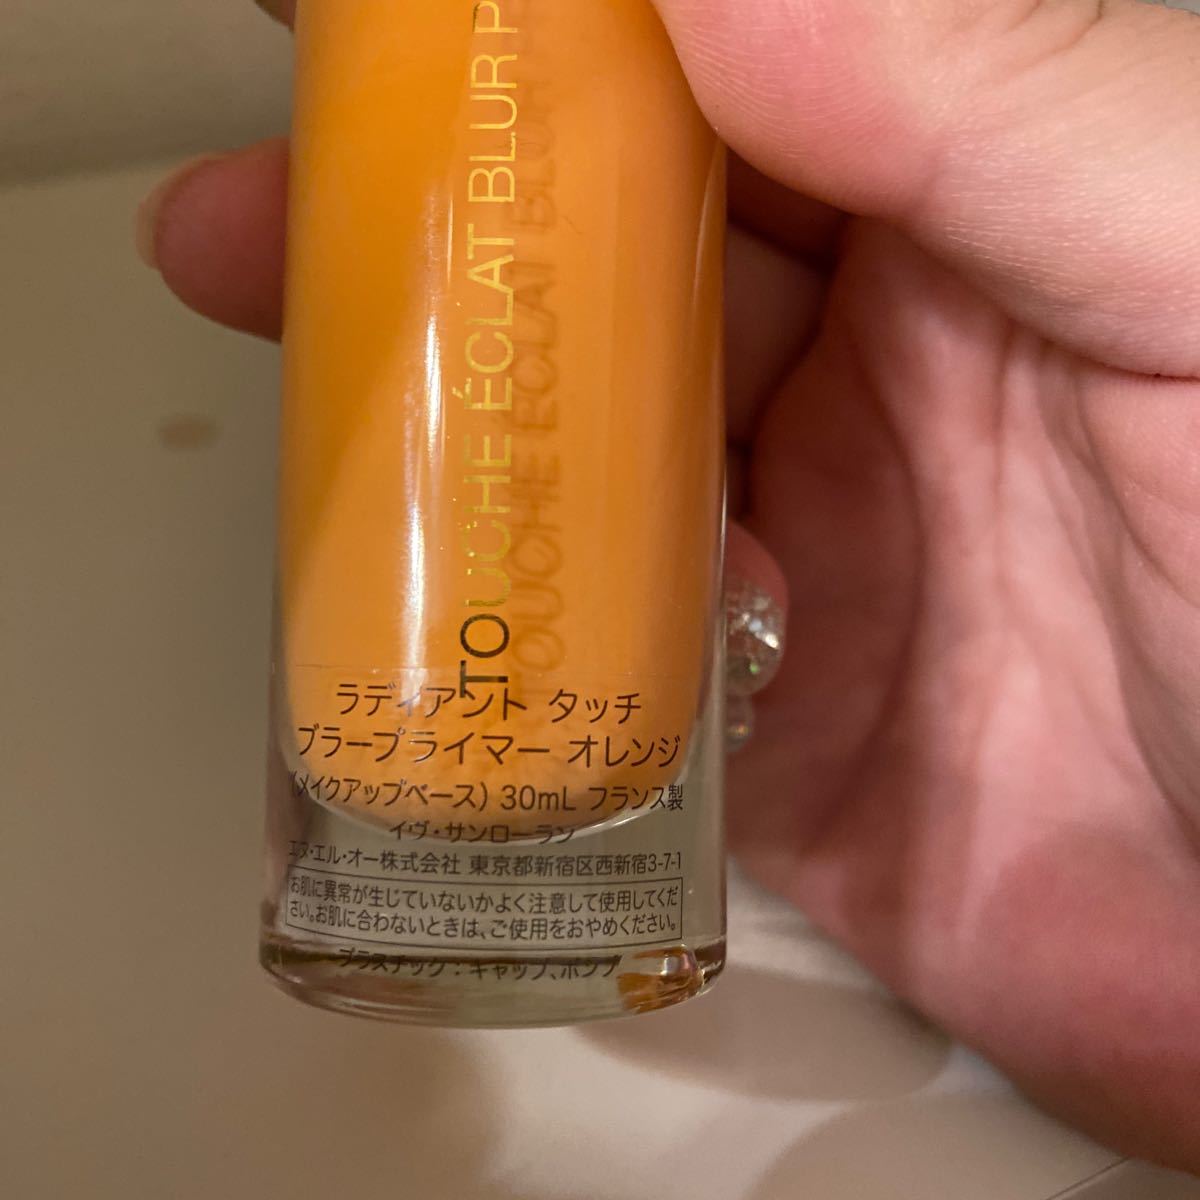 TOUCHE ÉCLAT BLUR P
ラディアント タッチ
ブラープライマー オレンジ
(メイクアップベース) 30mL フランス製
イヴ・サンローラン
エヌ・エル・オー株式会社 東京都新宿区西新宿3-7-1
お肌に異常が生じていないかよく注意して使用してくだ
さい。お肌に合わないときは、ご使用をおやめください。
プラスチック：キャップ、ポンプ